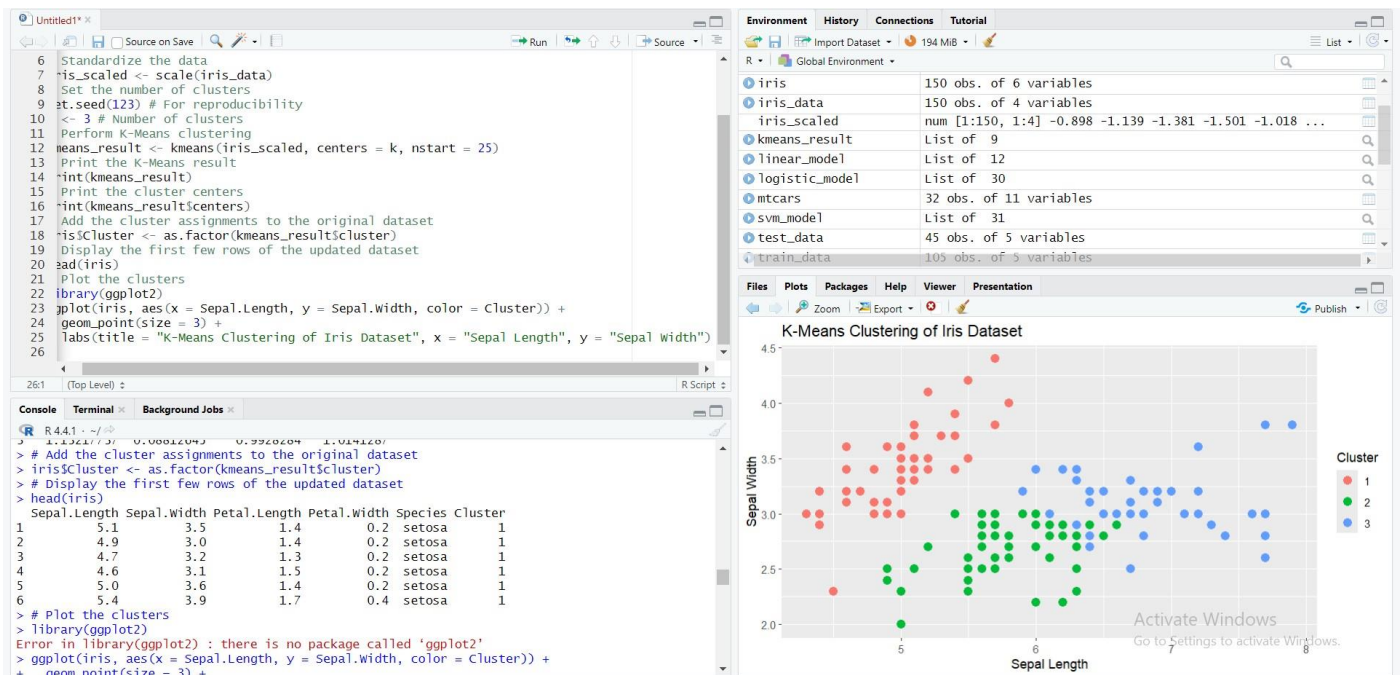 Untitled1*
Source on Save Run Source
6 Standardize the data
7 ris_scaled <- scale(iris_data)
8 Set the number of clusters
9 et.seed(123) # For reproducibility
10 <- 3 # Number of clusters
11 Perform K-Means clustering
12 means_result <- kmeans(iris_scaled, centers = k, nstart = 25)
13 Print the K-Means result
14 rint(kmeans_result)
15 Print the cluster centers
16 rint(kmeans_result$centers)
17 Add the cluster assignments to the original dataset
18 ris$Cluster <- as.factor(kmeans_result$cluster)
19 Display the first few rows of the updated dataset
20 ead(iris)
21 Plot the clusters
22 ibrary(ggplot2)
23 gplot(iris, aes(x = Sepal.Length, y = Sepal.Width, color = Cluster)) +
24 geom_point(size = 3) +
25 labs(title = "K-Means Clustering of Iris Dataset", x = "Sepal Length", y = "Sepal Width")
26
26:1 (Top Level) R Script
Console Terminal Background Jobs
R 4.4.1 · ~/
> # Add the cluster assignments to the original dataset
> iris$Cluster <- as.factor(kmeans_result$cluster)
> # Display the first few rows of the updated dataset
> head(iris)
Sepal.Length Sepal.Width Petal.Length Petal.Width Species Cluster
1 5.1 3.5 1.4 0.2 setosa 1
2 4.9 3.0 1.4 0.2 setosa 1
3 4.7 3.2 1.3 0.2 setosa 1
4 4.6 3.1 1.5 0.2 setosa 1
5 5.0 3.6 1.4 0.2 setosa 1
6 5.4 3.9 1.7 0.4 setosa 1
> # Plot the clusters
> library(ggplot2)
Error in library(ggplot2) : there is no package called ‘ggplot2’
> ggplot(iris, aes(x = Sepal.Length, y = Sepal.Width, color = Cluster)) +
+ geom_point(size = 3) +
Environment History Connections Tutorial
Import Dataset 194 MiB List
R Global Environment
iris 150 obs. of 6 variables
iris_data 150 obs. of 4 variables
iris_scaled num [1:150, 1:4] -0.898 -1.139 -1.381 -1.501 -1.018 ...
kmeans_result List of 9
linear_model List of 12
logistic_model List of 30
mtcars 32 obs. of 11 variables
svm_model List of 31
test_data 45 obs. of 5 variables
train_data 105 obs. of 5 variables
Files Plots Packages Help Viewer Presentation
Zoom Export Publish
K-Means Clustering of Iris Dataset
4.5
4.0
3.5
3.0
2.5
2.0
Sepal Width
5 6 7 8
Sepal Length
Cluster
1
2
3
Activate Windows
Go to Settings to activate Windows.